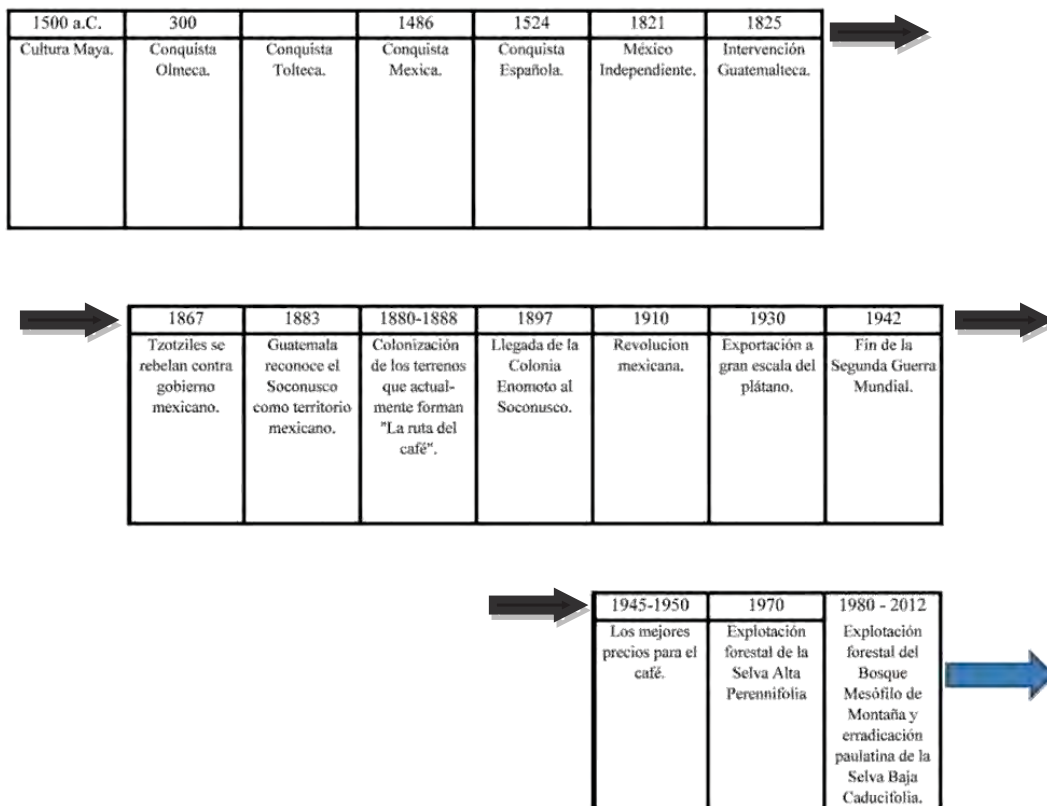 1500 a.C.
Cultura Maya.
300
Conquista
Olmeca.
Conquista
Tolteca.
1486
Conquista
Mexica.
1524
Conquista
Española.
1821
México
Independiente.
1825
Intervención
Guatemalteca.
1867
Tzotziles se
rebelan contra
gobierno
mexicano.
1883
Guatemala
reconoce el
Soconusco
como territorio
mexicano.
1880-1888
Colonización
de los terrenos
que actual-
mente forman
"La ruta del
café".
1897
Llegada de la
Colonia
Enomoto al
Soconusco.
1910
Revolucion
mexicana.
1930
Exportación a
gran escala del
plátano.
1942
Fin de la
Segunda Guerra
Mundial.
1945-1950
Los mejores
precios para el
café.
1970
Explotación
forestal de la
Selva Alta
Perennifolia
1980 - 2012
Explotación
forestal del
Bosque
Mesófilo de
Montaña y
erradicación
paulatina de la
Selva Baja
Caducifolia.